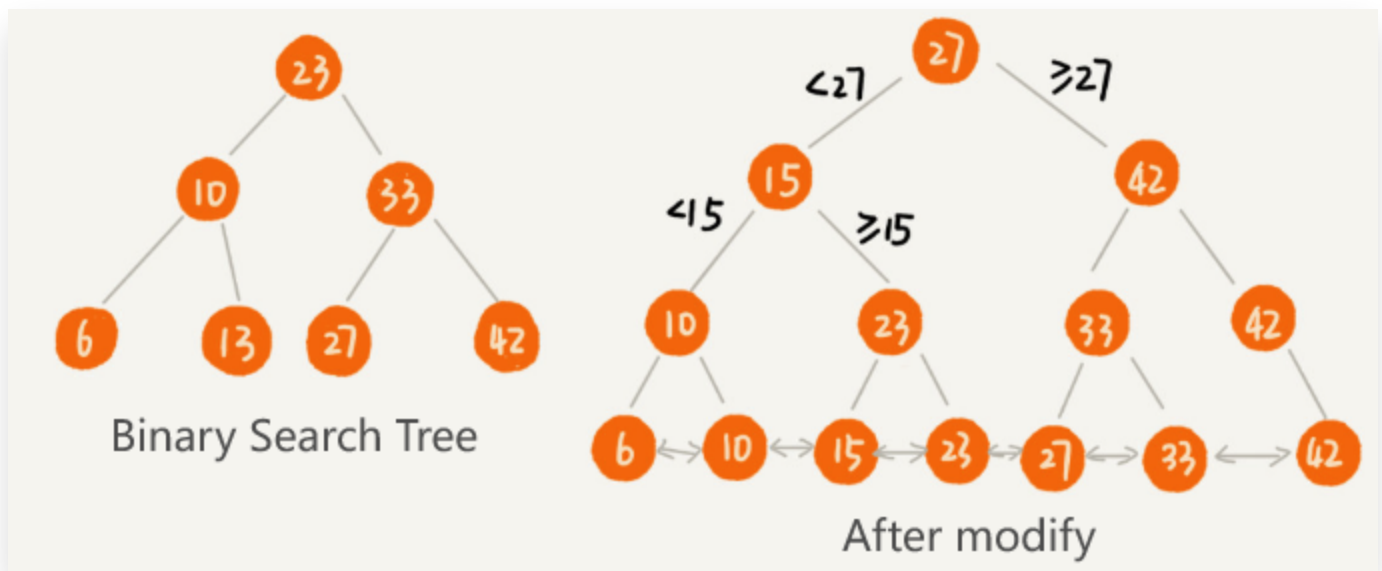 23
10 33
6 13 27 42
Binary Search Tree
27
<27 ≥27
15 42
<15 ≥15
10 23 33 42
6 10 15 23 27 33 42
After modify